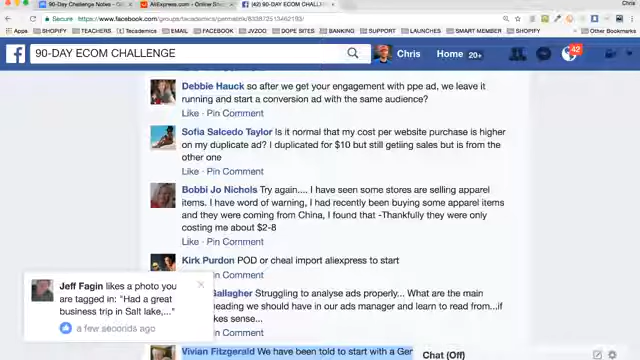 90-Day Challenge Notes
AliExpress.com - Online Sho
(42) 90-DAY ECOM CHALLEN
Chris
Secure
https://www.facebook.com/groups/tacademics/permalink/833872513462193/
Apps
SHOPIFY
TEACHERS
Tecademics
COURSES
JVZOO
DOPE SITES
BANKING
SUPPORT
LAUNCHES
SMART MEMBER
SHOPIFY
Other Bookmarks
90-DAY ECOM CHALLENGE
Chris
Home 20+
42
Debbie Hauck so after we get your engagement with ppe ad, we leave it
running and start a conversion ad with the same audience?
Like · Pin Comment
Sofia Salcedo Taylor Is it normal that my cost per website purchase is higher
on my duplicate ad? I duplicated for $10 but still getiing sales but is from the
other one
Like · Pin Comment
Bobbi Jo Nichols Try again.... I have seen some stores are selling apparel
items. I have word of warning, I had recently been buying some apparel items
and they were coming from China, I found that -Thankfully they were only
costing me about $2-8
Like · Pin Comment
Kirk Purdon POD or cheal import aliexpress to start
Comment
Gallagher Struggling to analyse ads properly... What are the main
heading we should have in our ads manager and learn to read from...if
kes sense...
Comment
Vivian Fitzgerald We have been told to start with a Ger
Jeff Fagin likes a photo you
are tagged in: "Had a great
business trip in Salt lake,..."
a few seconds ago
Chat (Off)